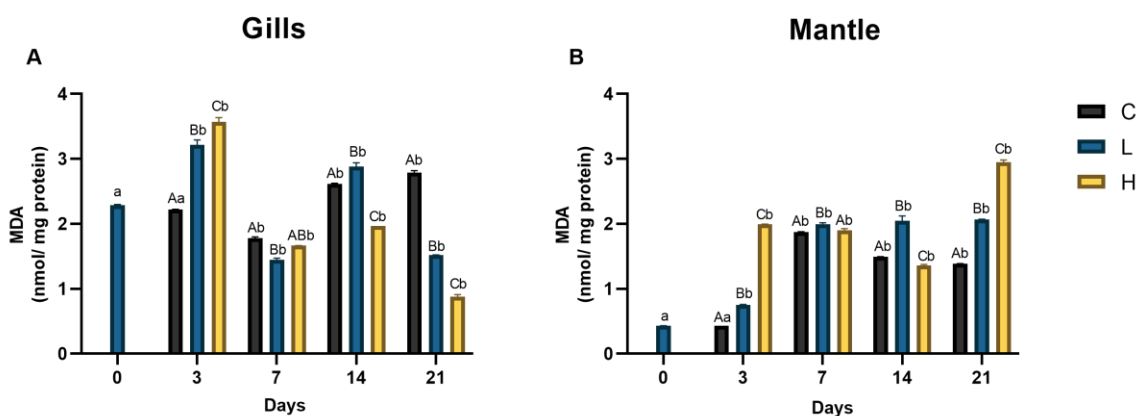 Gills
A
MDA
(nmol/ mg protein)
4
3
2
1
0
a
Aa
Bb
Cb
Ab
Bb
ABb
Ab
Bb
Cb
Ab
Bb
Cb
0
3
7
14
21
Days
Mantle
B
MDA
(nmol/ mg protein)
4
3
2
1
0
a
Aa
Bb
Cb
Ab
Bb
Ab
Ab
Bb
Cb
Ab
Bb
Cb
0
3
7
14
21
Days
C
L
H